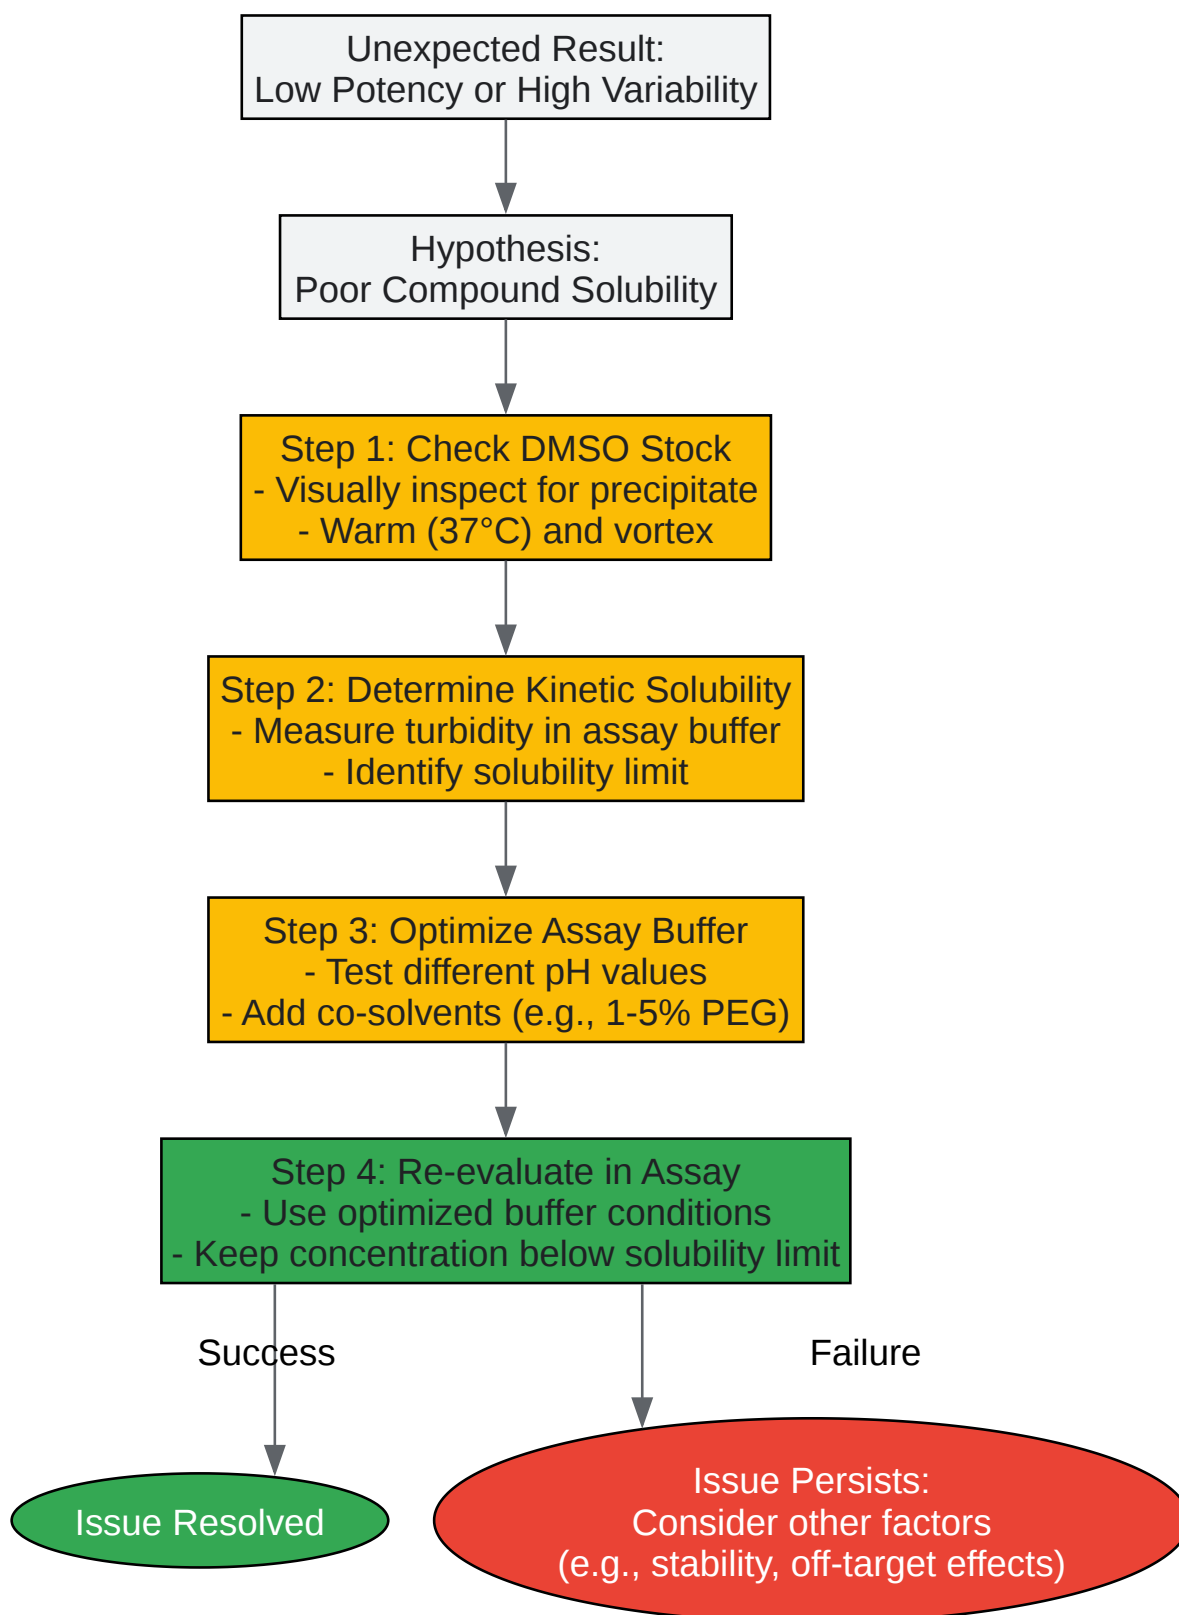 Unexpected Result:
Low Potency or High Variability
Hypothesis:
Poor Compound Solubility
Step 1: Check DMSO Stock
- Visually inspect for precipitate
- Warm (37°C) and vortex
Step 2: Determine Kinetic Solubility
- Measure turbidity in assay buffer
- Identify solubility limit
Step 3: Optimize Assay Buffer
- Test different pH values
- Add co-solvents (e.g., 1-5% PEG)
Step 4: Re-evaluate in Assay
- Use optimized buffer conditions
- Keep concentration below solubility limit
Success
Failure
Issue Resolved
Issue Persists:
Consider other factors
(e.g., stability, off-target effects)